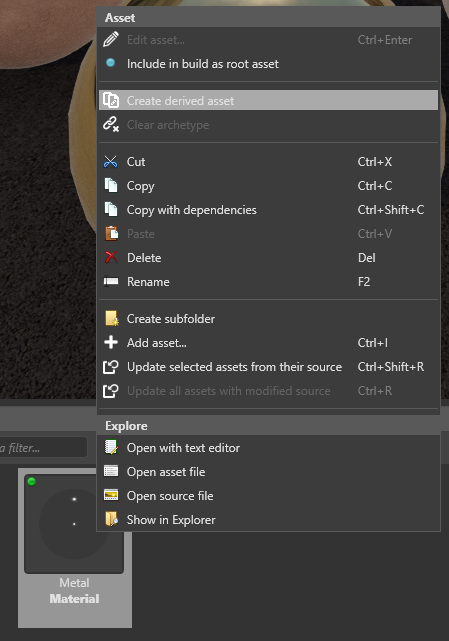 Asset
Edit asset... Ctrl+Enter
Include in build as root asset
Create derived asset
Clear archetype
Cut Ctrl+X
Copy Ctrl+C
Copy with dependencies Ctrl+Shift+C
Paste Ctrl+V
Delete Del
Rename F2
Create subfolder
Add asset... Ctrl+I
Update selected assets from their source Ctrl+Shift+R
Update all assets with modified source Ctrl+R
Explore
Open with text editor
a filter...
Open asset file
Open source file
Show in Explorer
Metal
Material